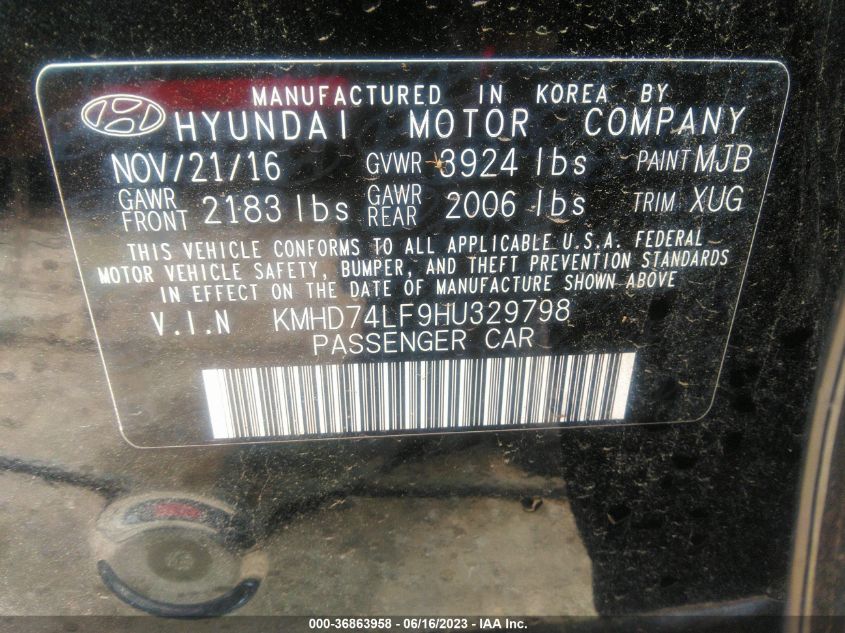 MANUFACTURED IN KOREA BY
HYUNDAI MOTOR COMPANY
NOV/21/16 GVWR 3924 lbs PAINT MJB
GAWR FRONT 2183 lbs GAWR REAR 2006 lbs TRIM XUG
THIS VEHICLE CONFORMS TO ALL APPLICABLE U.S.A. FEDERAL
MOTOR VEHICLE SAFETY, BUMPER, AND THEFT PREVENTION STANDARDS
IN EFFECT ON THE DATE OF MANUFACTURE SHOWN ABOVE
V.I.N KMHD74LF9HU329798
PASSENGER CAR
000-36863958 - 06/16/2023 - IAA Inc.